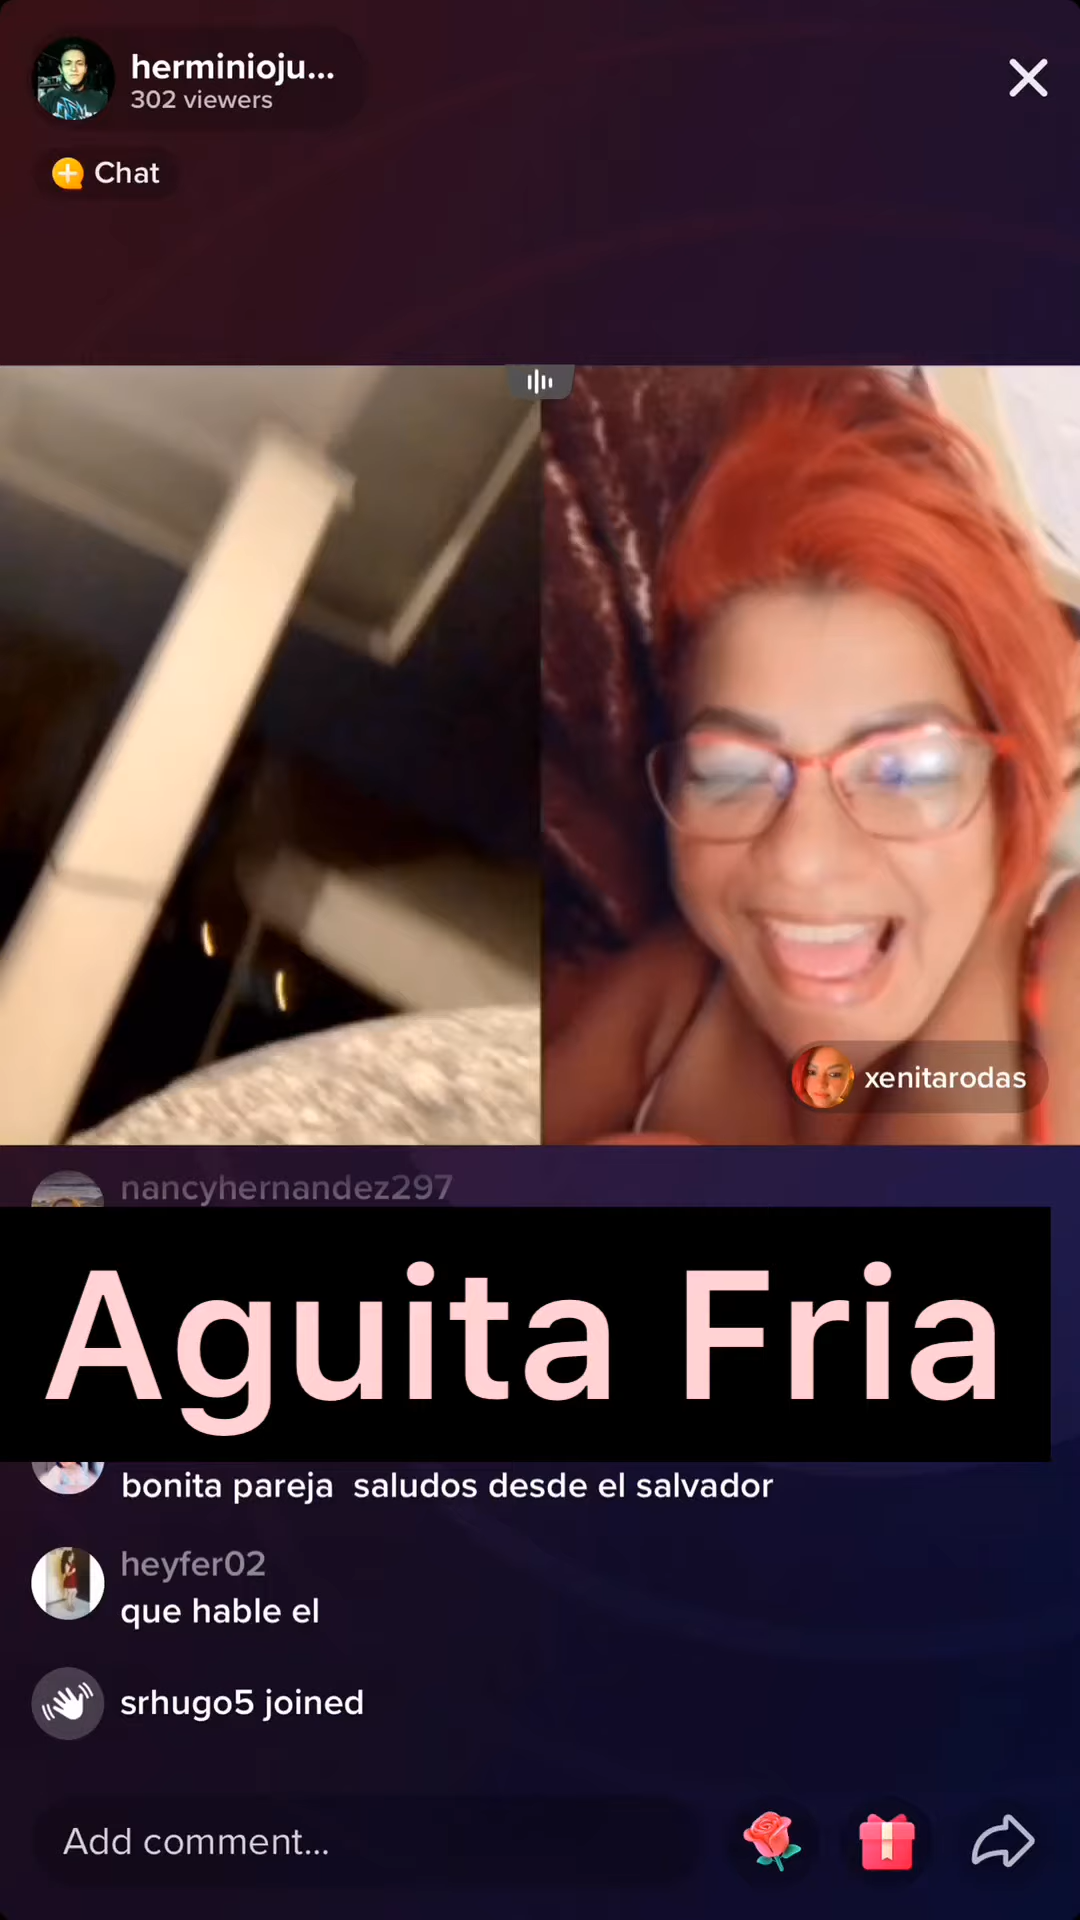 herminioju...
302 viewers
Chat
xenitarodas
nancyhernandez297
Aguita Fria
bonita pareja  saludos desde el salvador
heyfer02
que hable el
srhugo5 joined
Add comment...